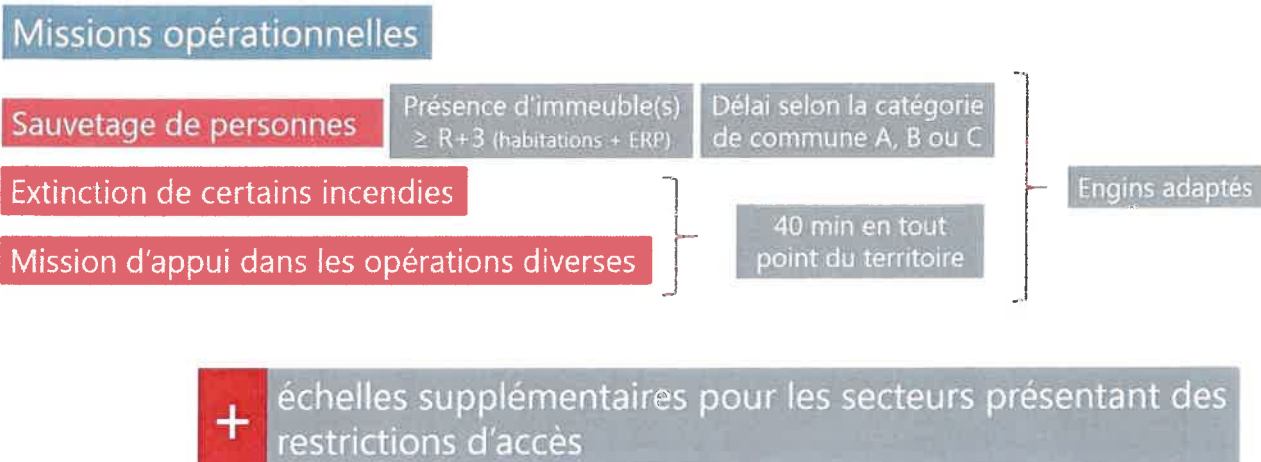 Missions opérationnelles
Sauvetage de personnes
Présence d'immeuble(s)
≥ R+3 (habitations + ERP)
Délai selon la catégorie
de commune A, B ou C
Extinction de certains incendies
Mission d'appui dans les opérations diverses
40 min en tout
point du territoire
Engins adaptés
+
échelles supplémentaires pour les secteurs présentant des
restrictions d'accès